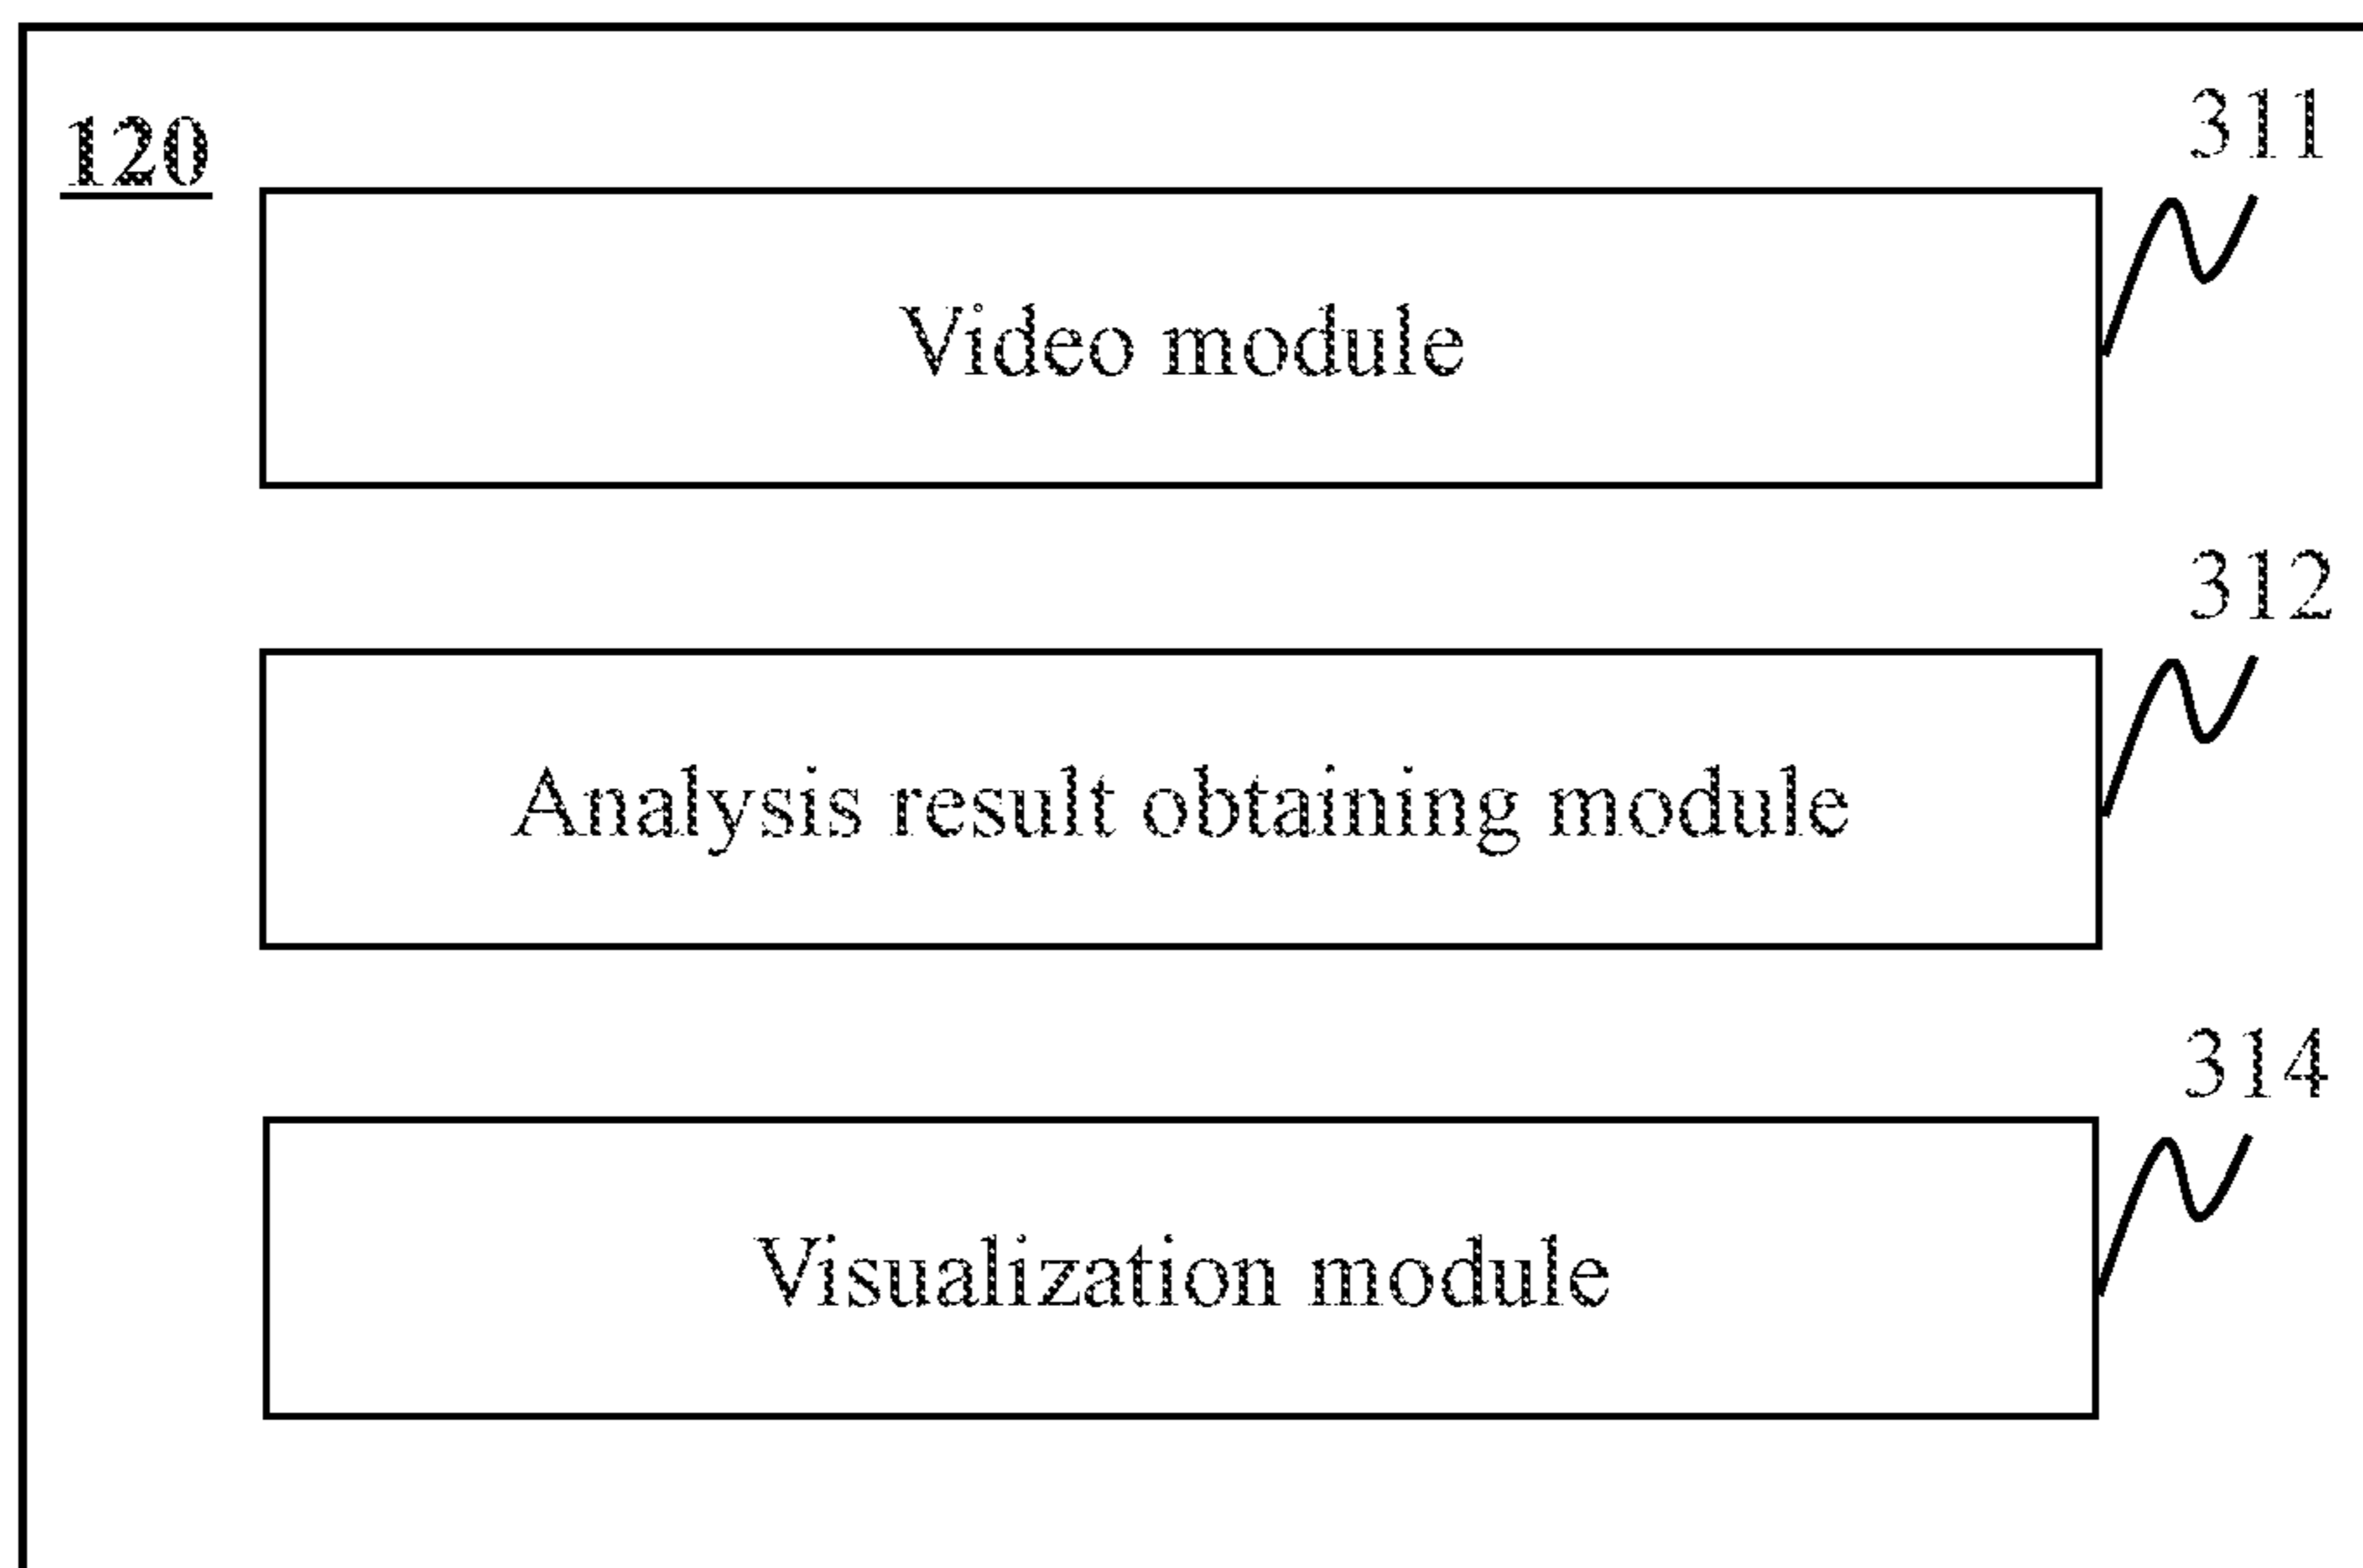 120
311
Video module
312
Analysis result obtaining module
314
Visualization module